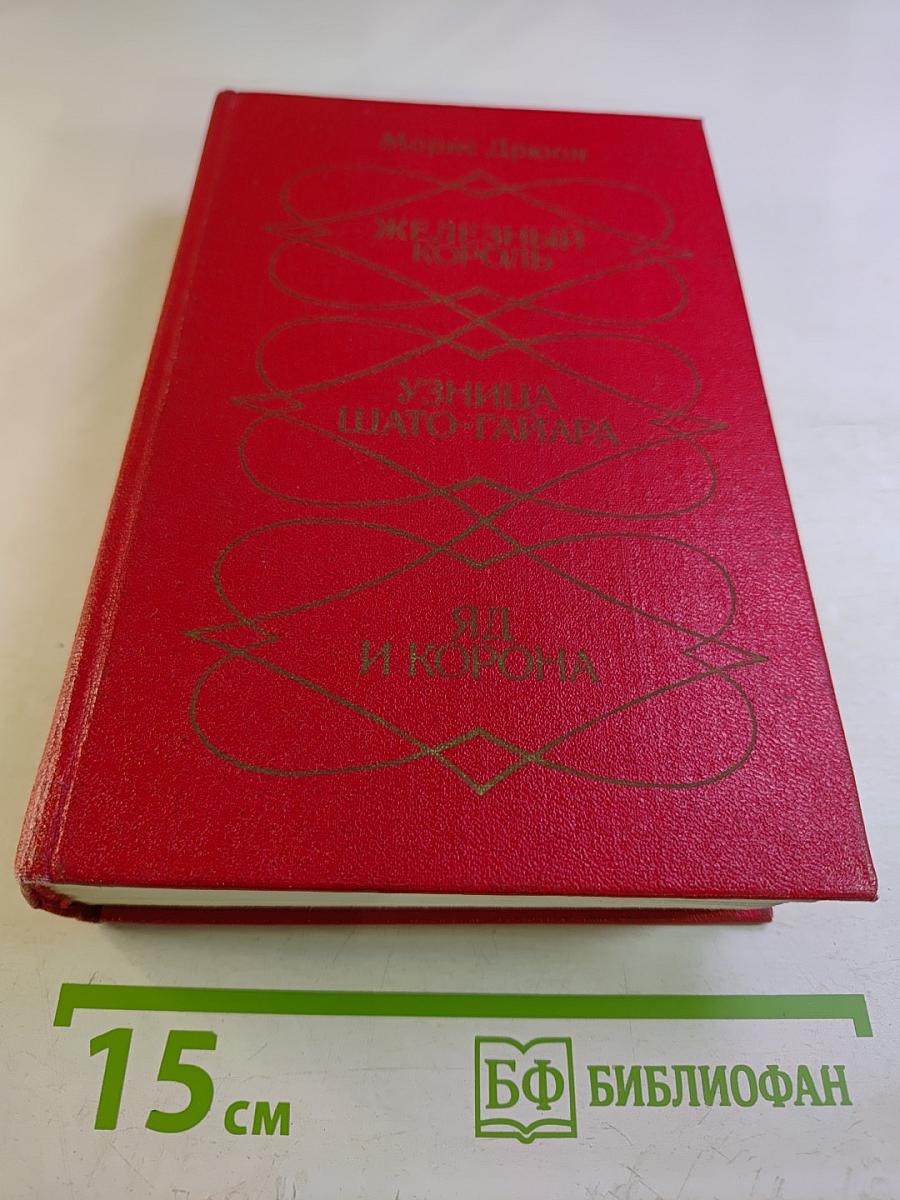 Морис Дрюон
ЖЕЛЕЗНЫЙ
КОРОЛЬ
УЗНИЦА
ШАТО-ГАЙАРА
ЯД
И КОРОНА
15 см
БФ БИБЛИОФАН